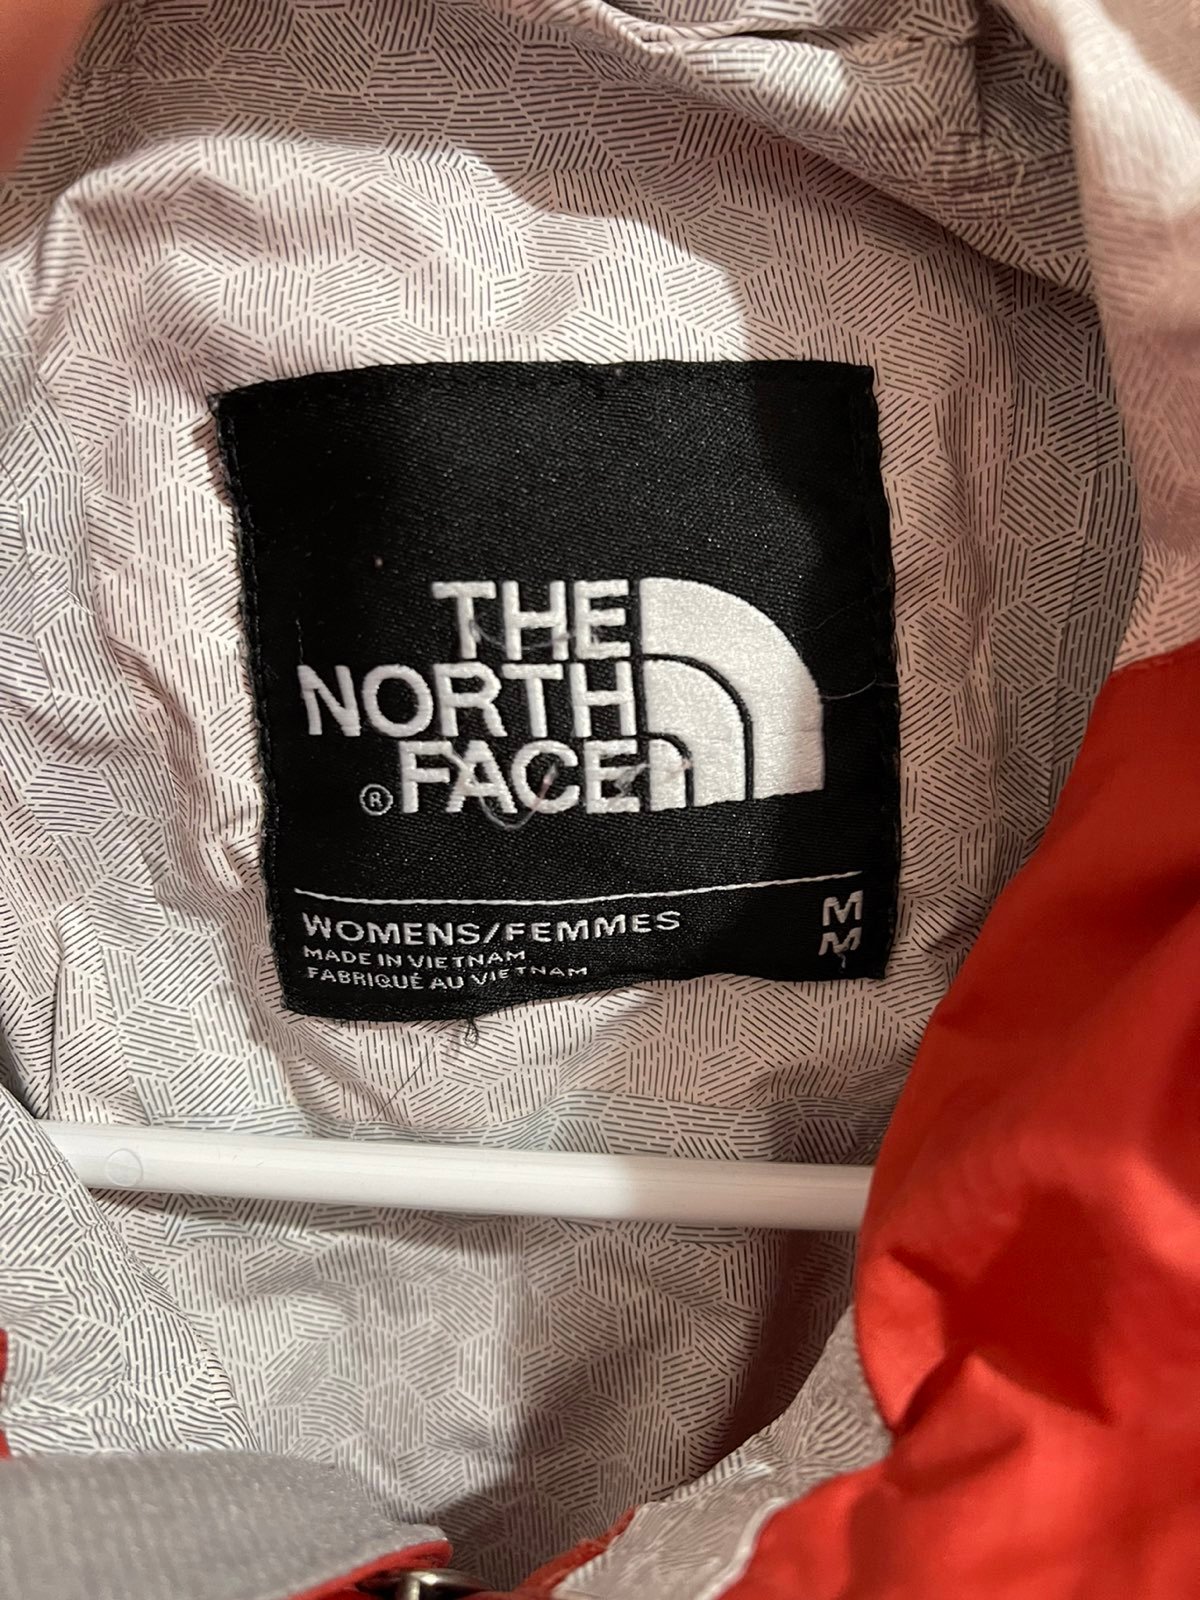 THE
NORTH
® FACE
WOMENS/FEMMES
MADE IN VIETNAM
FABRIQUÉ AU VIETNAM
M
M